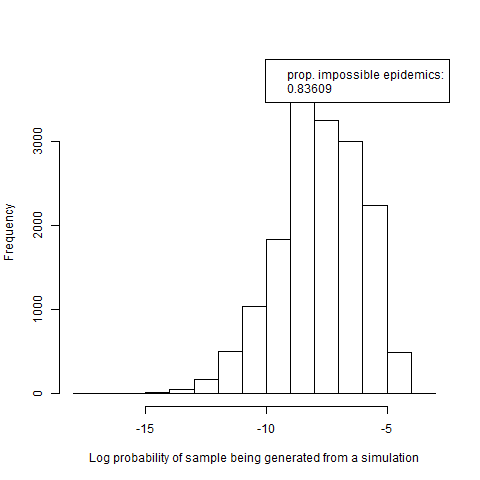 prop. impossible epidemics:
0.83609
3000
2000
1000
0
Frequency
-15 -10 -5
Log probability of sample being generated from a simulation